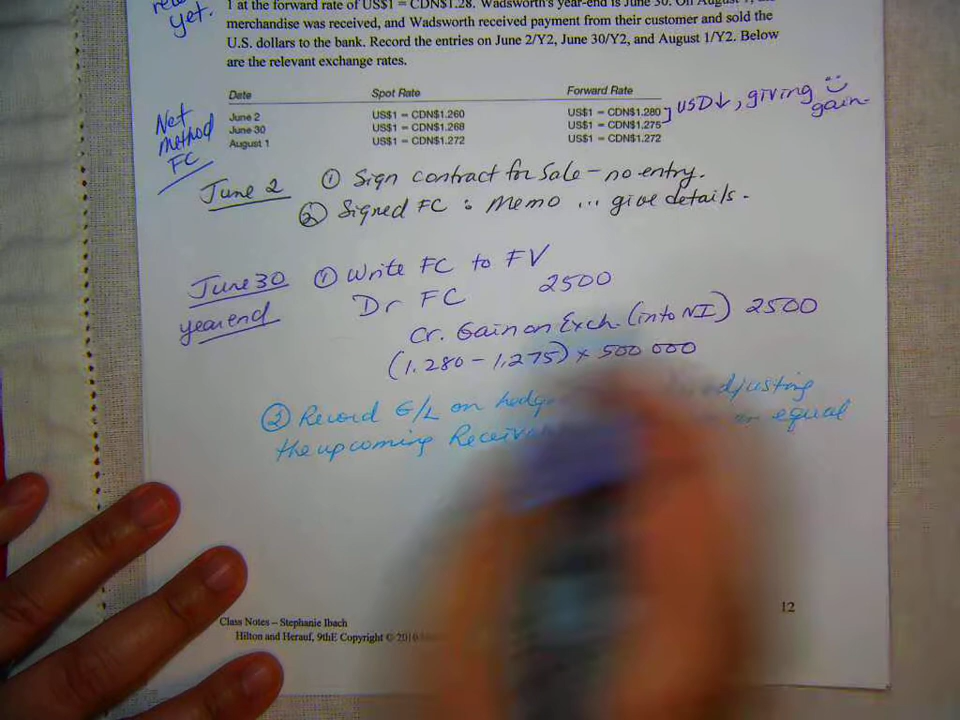 yet.
1 at the forward rate of US$1 = CDN$1.28. Wadsworth's year-end is June 30. On August 1,
merchandise was received, and Wadsworth received payment from their customer and sold the
U.S. dollars to the bank. Record the entries on June 2/Y2, June 30/Y2, and August 1/Y2. Below
are the relevant exchange rates.
Date Spot Rate Forward Rate
June 2 US$1 = CDN$1.260 US$1 = CDN$1.280
June 30 US$1 = CDN$1.268 US$1 = CDN$1.275
August 1 US$1 = CDN$1.272 US$1 = CDN$1.272
USD↓, giving gain
Net
method
FC
June 2 ① Sign contract for Sale – no entry.
② Signed FC : Memo ... give details.
June 30 ① Write FC to FV
year end Dr FC 2500
Cr. Gain on Exch. (into NI) 2500
(1.280 – 1.275) × 500 000
② Record G/L on
the upcoming equal
12
Class Notes – Stephanie Ibach
Hilton and Herauf, 9thE Copyright ©